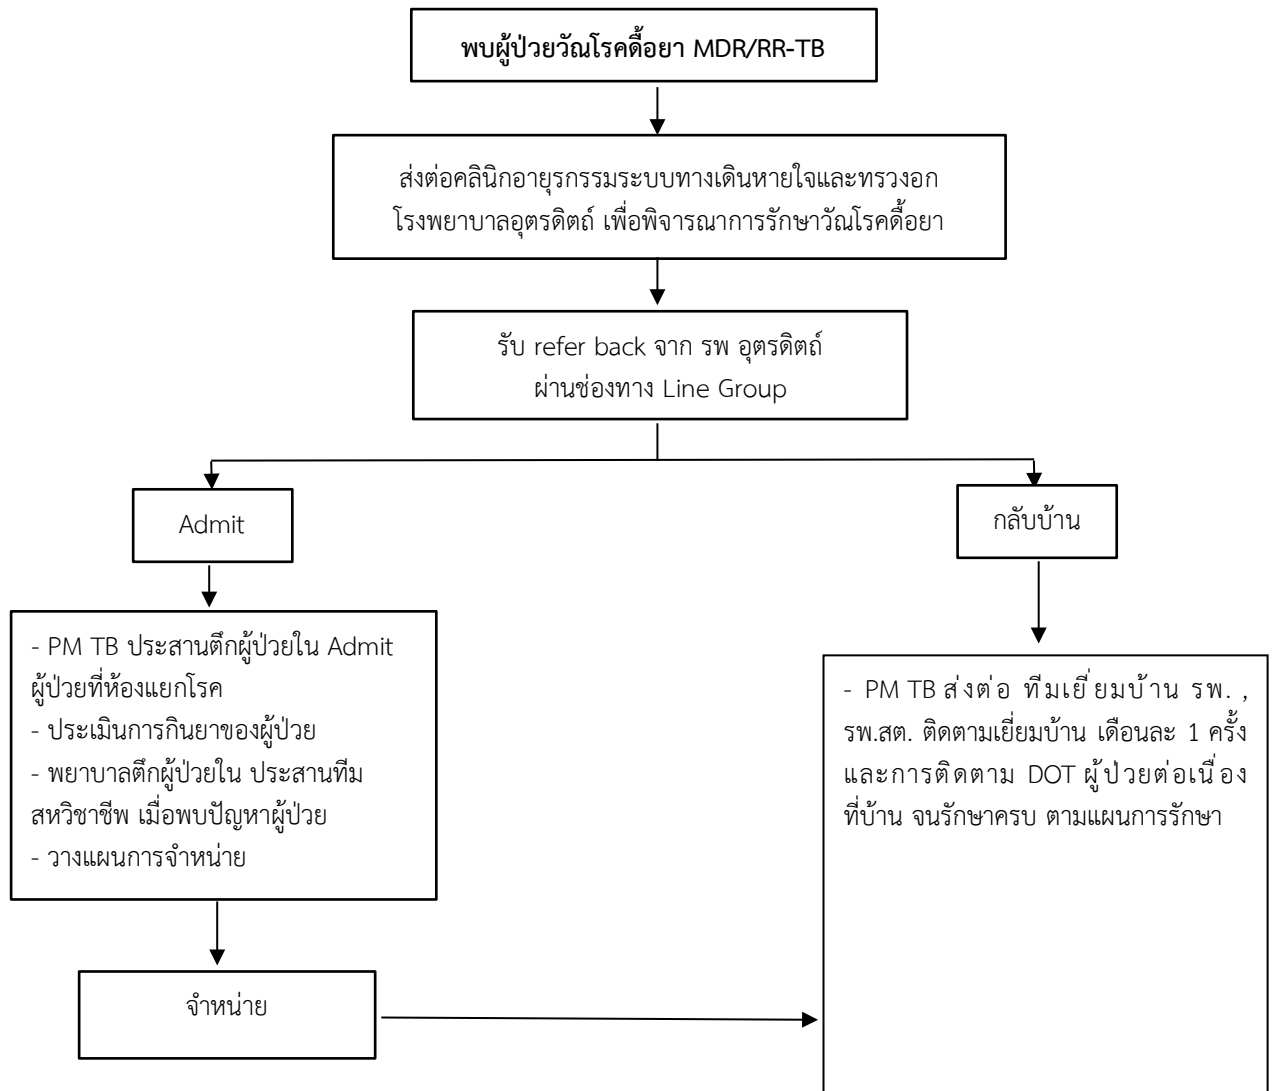 พบผู้ป่วยวัณโรคดื้อยา MDR/RR-TB
ส่งต่อคลินิกอายุรกรรมระบบทางเดินหายใจและทรวงอก
โรงพยาบาลอุตรดิตถ์ เพื่อพิจารณาการรักษาวัณโรคดื้อยา
รับ refer back จาก รพ อุตรดิตถ์
ผ่านช่องทาง Line Group
Admit
กลับบ้าน
- PM TB ประสานตึกผู้ป่วยใน Admit
ผู้ป่วยที่ห้องแยกโรค
- ประเมินการกินยาของผู้ป่วย
- พยาบาลตึกผู้ป่วยใน ประสานทีม
สหวิชาชีพ เมื่อพบปัญหาผู้ป่วย
- วางแผนการจำหน่าย
- PM TB ส่งต่อ ทีมเยี่ยมบ้าน รพ. ,
รพ.สต. ติดตามเยี่ยมบ้าน เดือนละ 1 ครั้ง
และการติดตาม DOT ผู้ป่วยต่อเนื่อง
ที่บ้าน จนรักษาครบ ตามแผนการรักษา
จำหน่าย